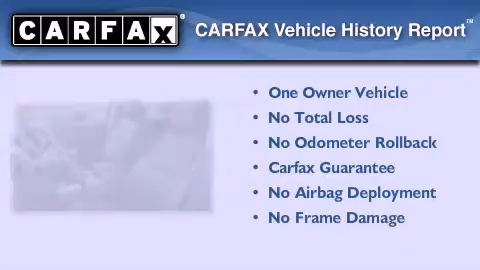 CARFAX® CARFAX Vehicle History Report™
• One Owner Vehicle
• No Total Loss
• No Odometer Rollback
• Carfax Guarantee
• No Airbag Deployment
• No Frame Damage